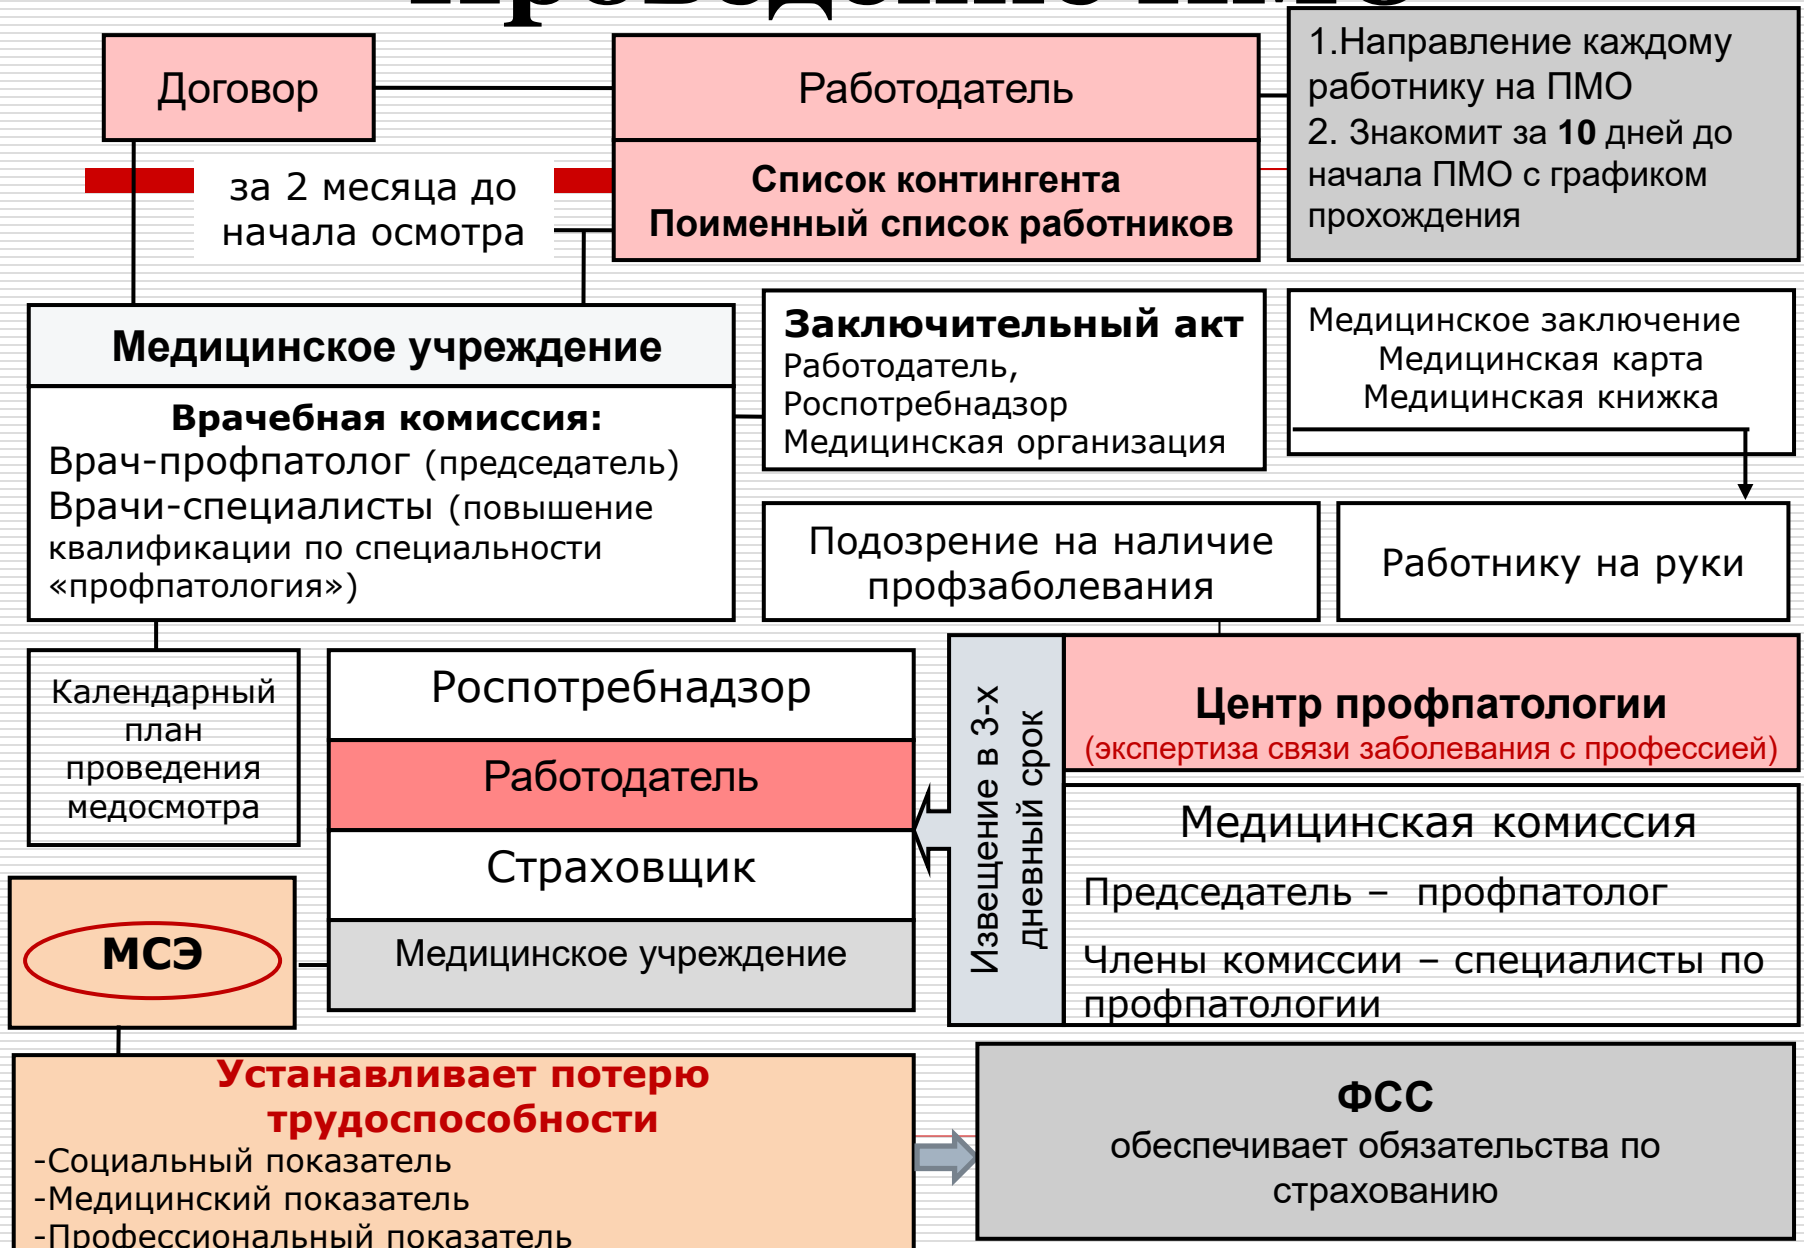 Проведение ПМО
Договор
Работодатель
1.Направление каждому
работнику на ПМО
2. Знакомит за 10 дней до
начала ПМО с графиком
прохождения
за 2 месяца до
начала осмотра
Список контингента
Поименный список работников
Медицинское учреждение
Врачебная комиссия:
Врач-профпатолог (председатель)
Врачи-специалисты (повышение
квалификации по специальности
«профпатология»)
Заключительный акт
Работодатель,
Роспотребнадзор
Медицинская организация
Медицинское заключение
Медицинская карта
Медицинская книжка
Подозрение на наличие
профзаболевания
Работнику на руки
Календарный
план
проведения
медосмотра
Роспотребнадзор
Работодатель
Страховщик
Медицинское учреждение
Извещение в 3-х
дневный срок
Центр профпатологии
(экспертиза связи заболевания с профессией)
Медицинская комиссия
Председатель – профпатолог
Члены комиссии – специалисты по
профпатологии
МСЭ
Устанавливает потерю
трудоспособности
-Социальный показатель
-Медицинский показатель
-Профессиональный показатель
ФСС
обеспечивает обязательства по
страхованию